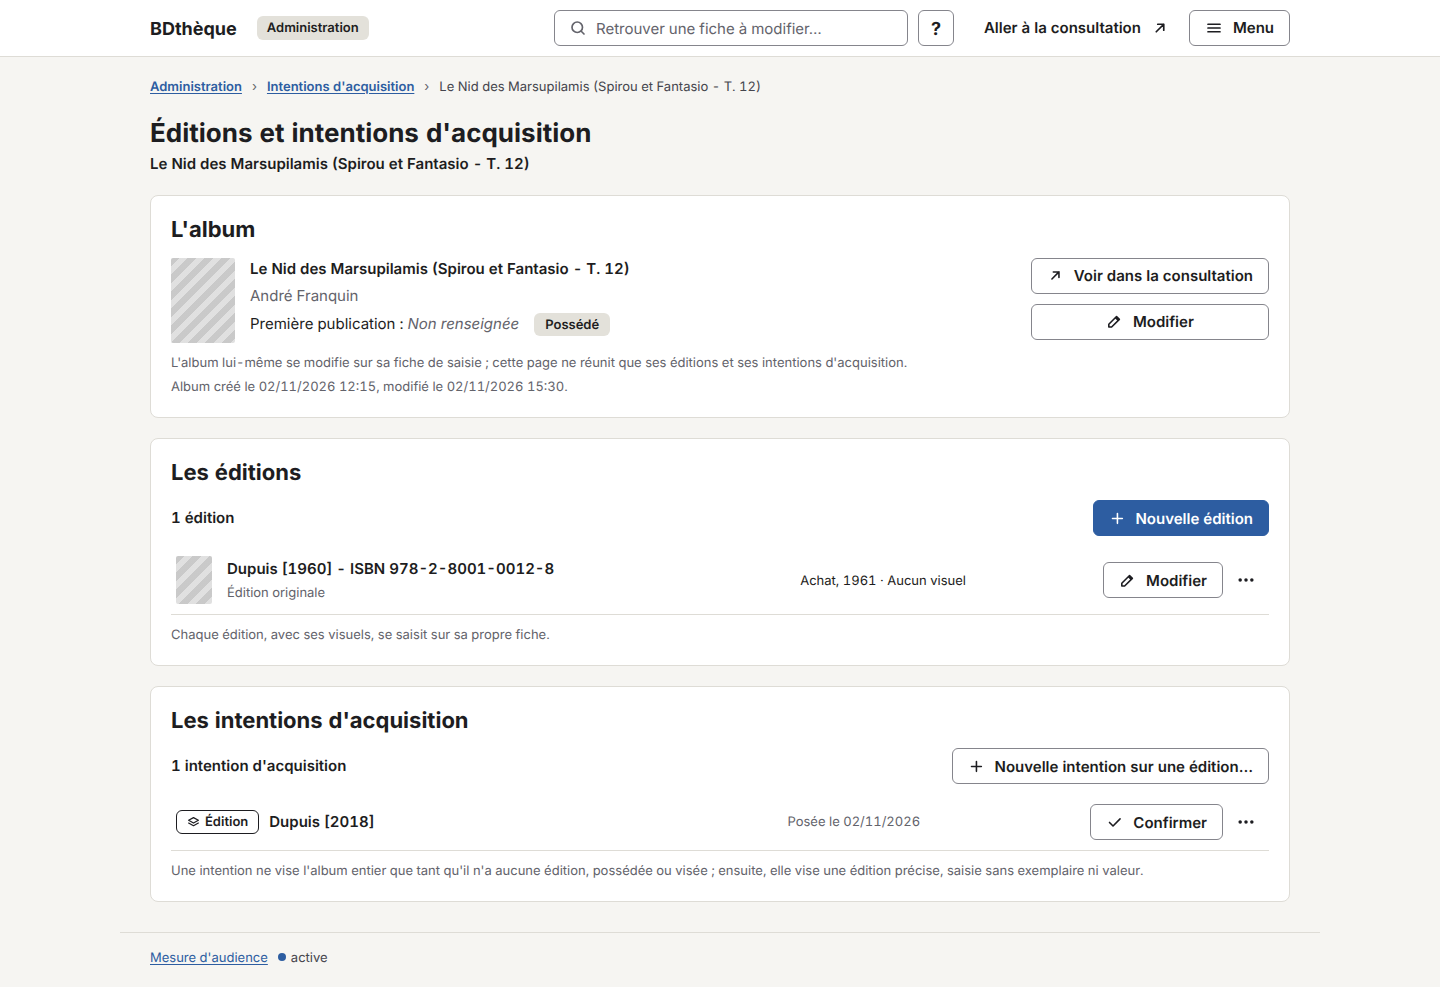 BDthèque Administration Retrouver une fiche à modifier... ? Aller à la consultation Menu
Administration › Intentions d'acquisition › Le Nid des Marsupilamis (Spirou et Fantasio - T. 12)
Éditions et intentions d'acquisition
Le Nid des Marsupilamis (Spirou et Fantasio - T. 12)
L'album
Le Nid des Marsupilamis (Spirou et Fantasio - T. 12)
Voir dans la consultation
André Franquin
Première publication : Non renseignée Possédé
Modifier
L'album lui-même se modifie sur sa fiche de saisie ; cette page ne réunit que ses éditions et ses intentions d'acquisition.
Album créé le 02/11/2026 12:15, modifié le 02/11/2026 15:30.
Les éditions
1 édition
Nouvelle édition
Dupuis [1960] - ISBN 978-2-8001-0012-8
Édition originale
Achat, 1961 · Aucun visuel
Modifier
Chaque édition, avec ses visuels, se saisit sur sa propre fiche.
Les intentions d'acquisition
1 intention d'acquisition
Nouvelle intention sur une édition...
Édition Dupuis [2018]
Posée le 02/11/2026
Confirmer
Une intention ne vise l'album entier que tant qu'il n'a aucune édition, possédée ou visée ; ensuite, elle vise une édition précise, saisie sans exemplaire ni valeur.
Mesure d'audience active